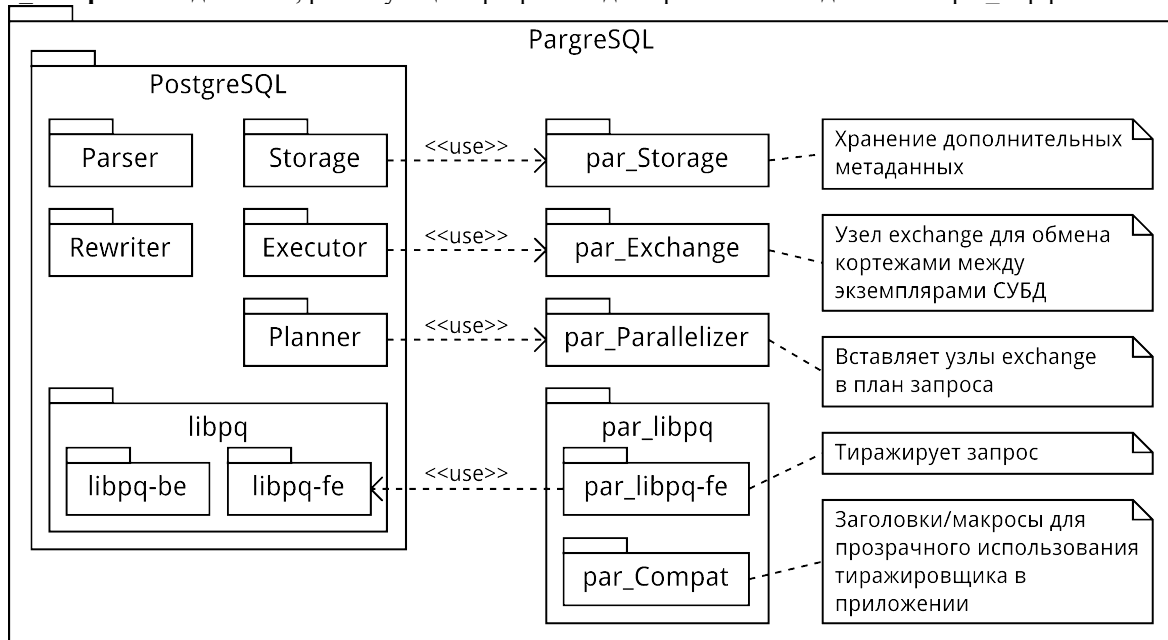 PargreSQL
PostgreSQL
Parser
Storage
<<use>>
par_Storage
Хранение дополнительных
метаданных
Rewriter
Executor
<<use>>
par_Exchange
Узел exchange для обмена
кортежами между
экземплярами СУБД
Planner
<<use>>
par_Parallelizer
Вставляет узлы exchange
в план запроса
libpq
libpq-be
libpq-fe
<<use>>
par_libpq
par_libpq-fe
Тиражирует запрос
par_Compat
Заголовки/макросы для
прозрачного использования
тиражировщика в
приложении